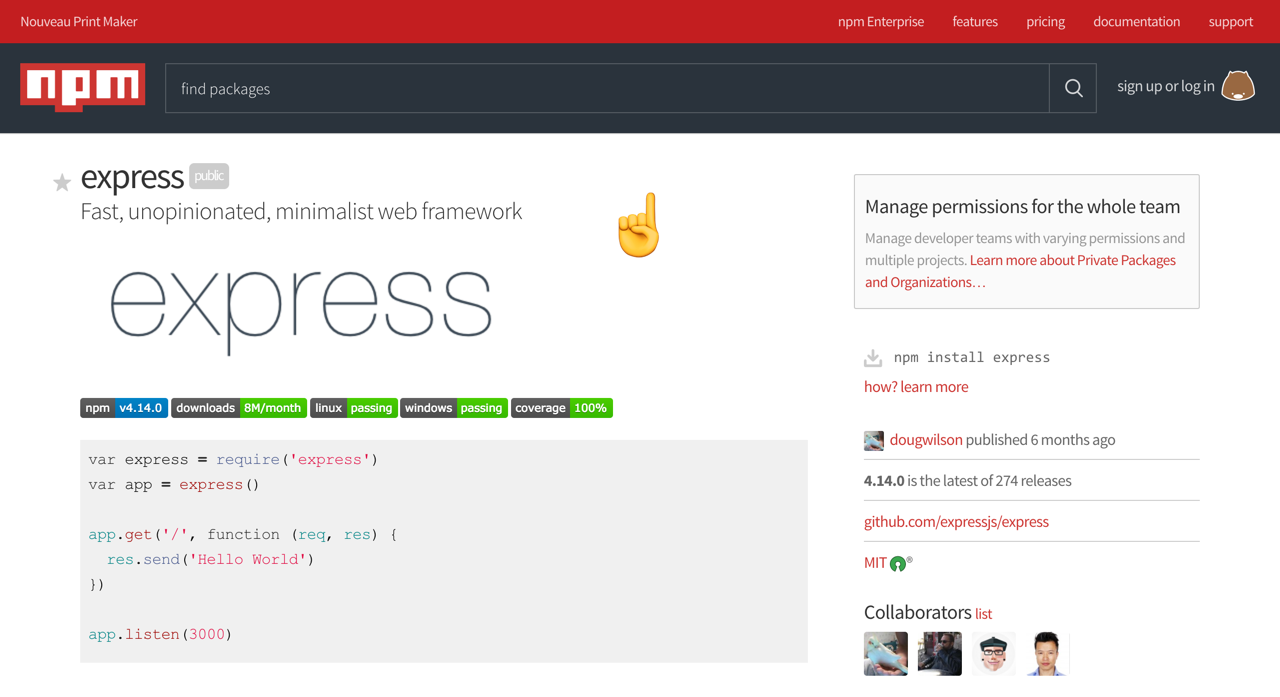 Nouveau Print Maker
npm Enterprise features pricing documentation support
npm
find packages
sign up or log in
express public
Fast, unopinionated, minimalist web framework
express
npm v4.14.0 downloads 8M/month linux passing windows passing coverage 100%
var express = require('express')
var app = express()
app.get('/', function (req, res) {
  res.send('Hello World')
})
app.listen(3000)
Manage permissions for the whole team
Manage developer teams with varying permissions and
multiple projects. Learn more about Private Packages
and Organizations…
npm install express
how? learn more
dougwilson published 6 months ago
4.14.0 is the latest of 274 releases
github.com/expressjs/express
MIT ®
Collaborators list